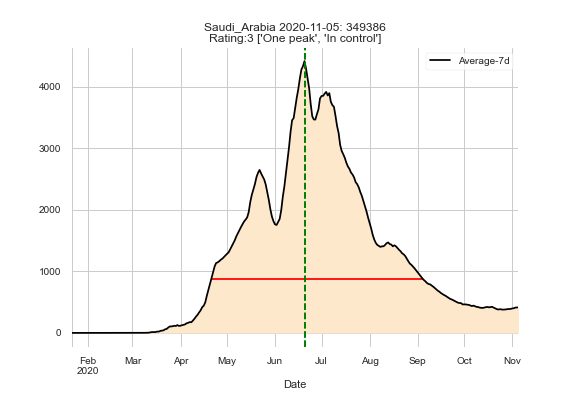 Saudi_Arabia 2020-11-05: 349386
Rating:3 ['One peak', 'In control']
Average-7d
4000
3000
2000
1000
0
Feb Mar Apr May Jun Jul Aug Sep Oct Nov
2020
Date